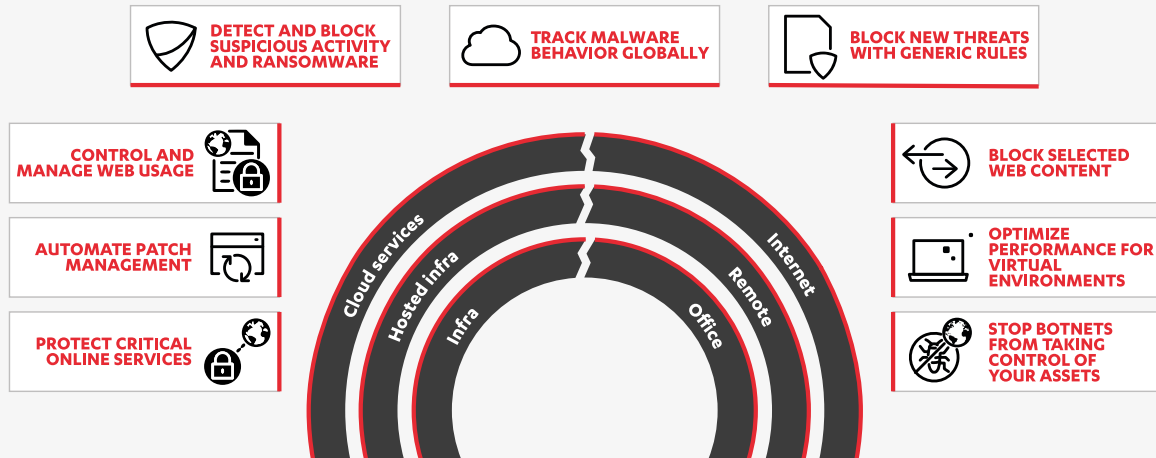 DETECT AND BLOCK
SUSPICIOUS ACTIVITY
AND RANSOMWARE
TRACK MALWARE
BEHAVIOR GLOBALLY
BLOCK NEW THREATS
WITH GENERIC RULES
CONTROL AND
MANAGE WEB USAGE
AUTOMATE PATCH
MANAGEMENT
PROTECT CRITICAL
ONLINE SERVICES
Cloud services
Hosted infra
Infra
Internet
Remote
Office
BLOCK SELECTED
WEB CONTENT
OPTIMIZE
PERFORMANCE FOR
VIRTUAL
ENVIRONMENTS
STOP BOTNETS
FROM TAKING
CONTROL OF
YOUR ASSETS